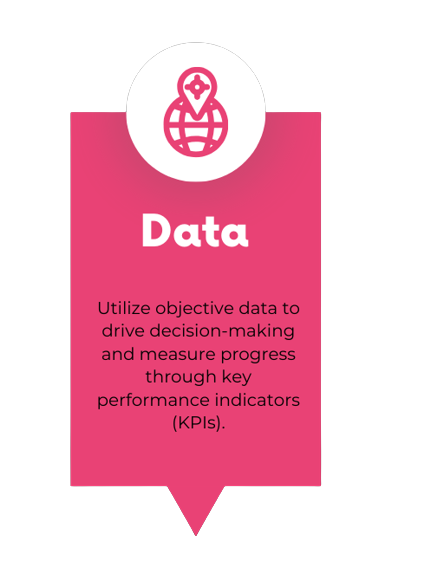 Data
Utilize objective data to
drive decision-making
and measure progress
through key
performance indicators
(KPIs).